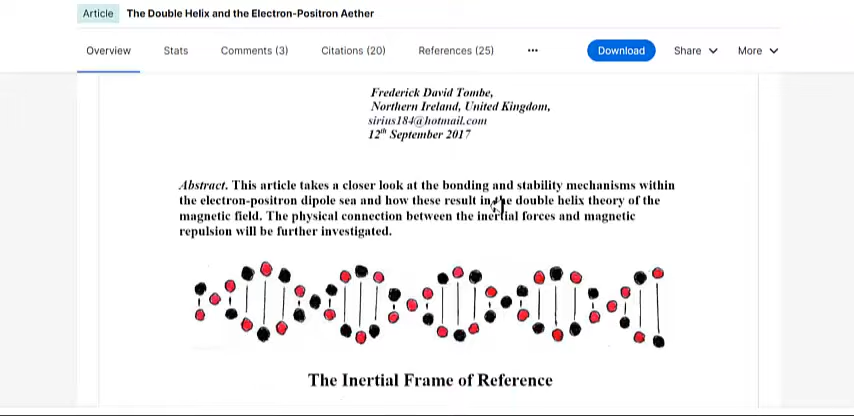 Article The Double Helix and the Electron-Positron Aether
Overview Stats Comments (3) Citations (20) References (25) ... Download Share More
Frederick David Tombe,
Northern Ireland, United Kingdom,
sirius184@hotmail.com
12th September 2017
Abstract. This article takes a closer look at the bonding and stability mechanisms within
the electron-positron dipole sea and how these result in the double helix theory of the
magnetic field. The physical connection between the inertial forces and magnetic
repulsion will be further investigated.
The Inertial Frame of Reference